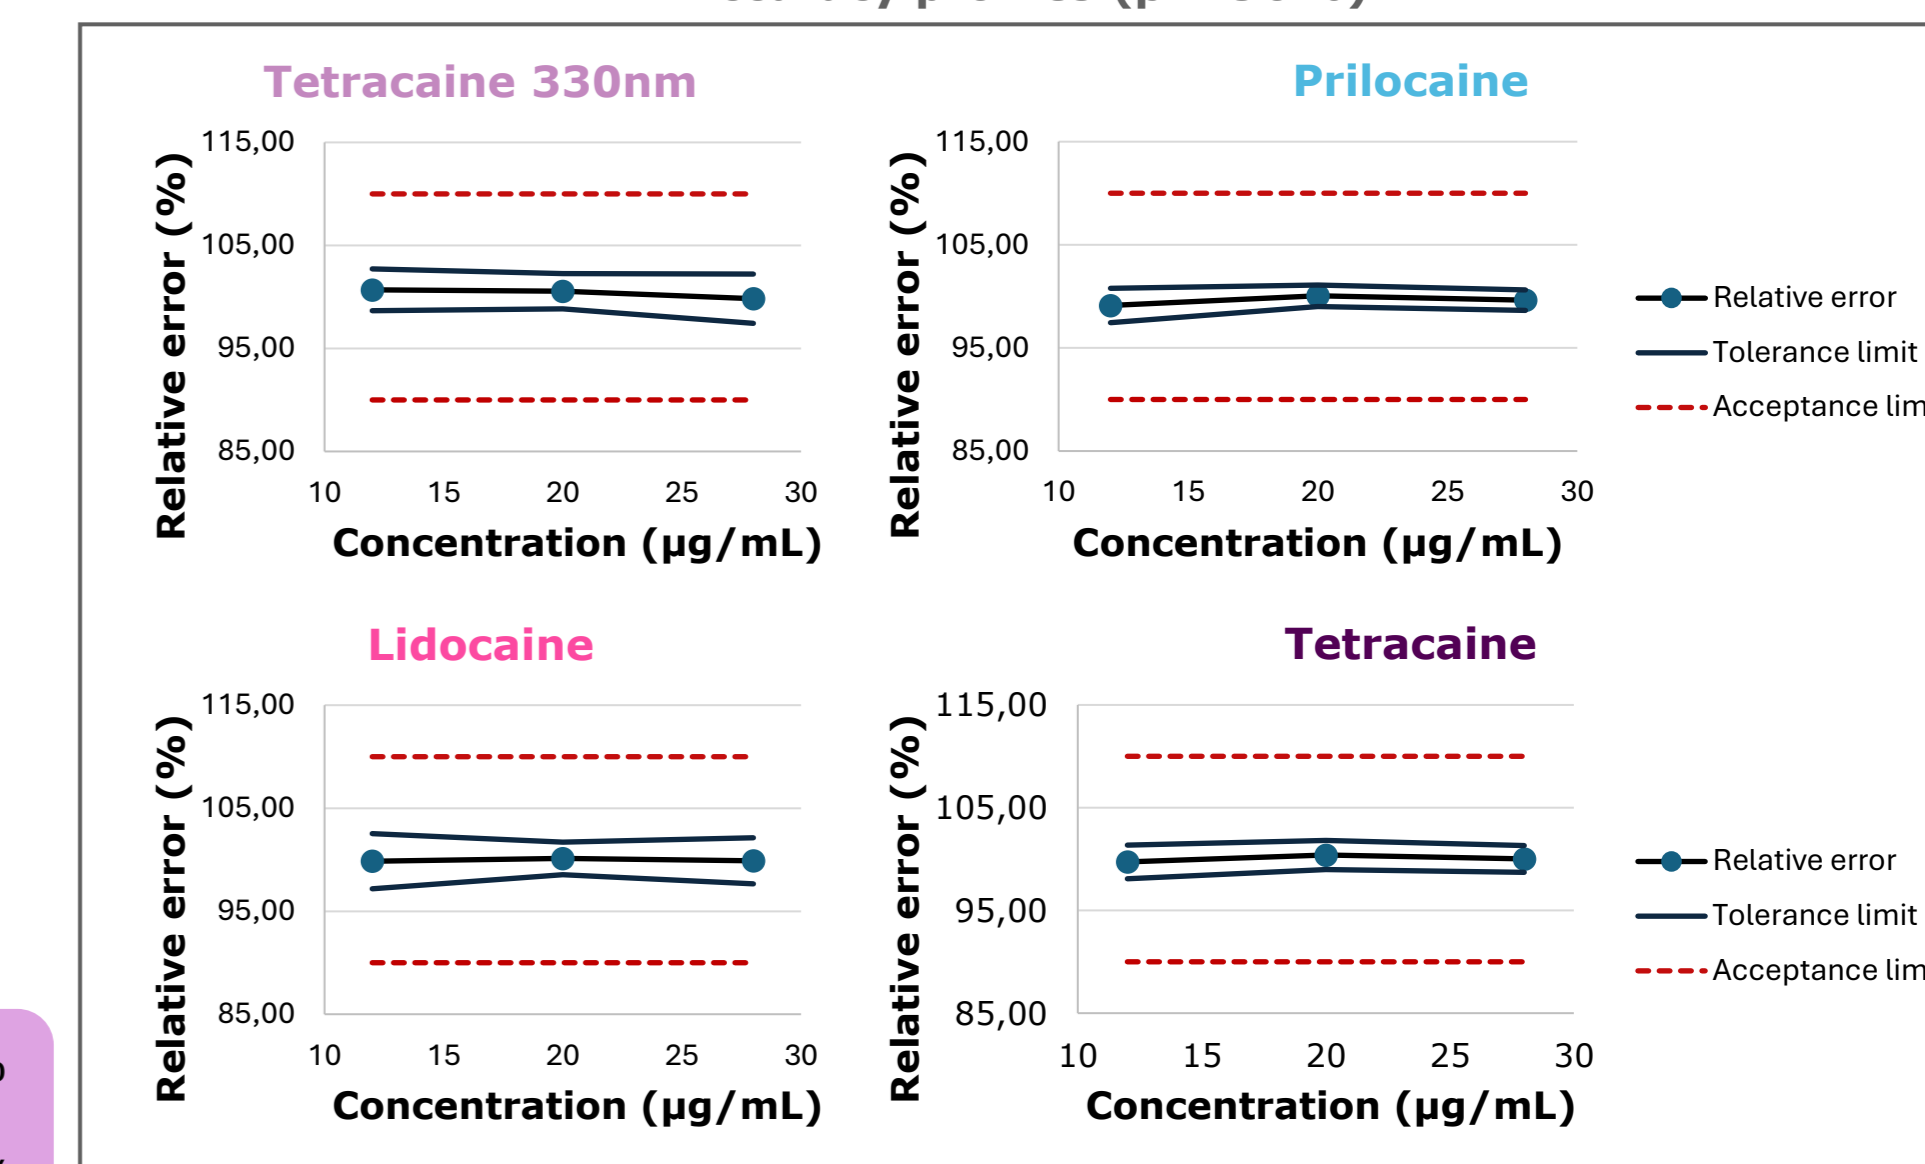 Tetracaine 330nm
Relative error (%)
115,00
105,00
95,00
85,00
10 15 20 25 30
Concentration (µg/mL)
Prilocaine
Relative error (%)
115,00
105,00
95,00
85,00
10 15 20 25 30
Concentration (µg/mL)
Relative error
Tolerance limit
Acceptance lim
Lidocaine
Relative error (%)
115,00
105,00
95,00
85,00
10 15 20 25 30
Concentration (µg/mL)
Tetracaine
Relative error (%)
115,00
105,00
95,00
85,00
10 15 20 25 30
Concentration (µg/mL)
Relative error
Tolerance limit
Acceptance lim